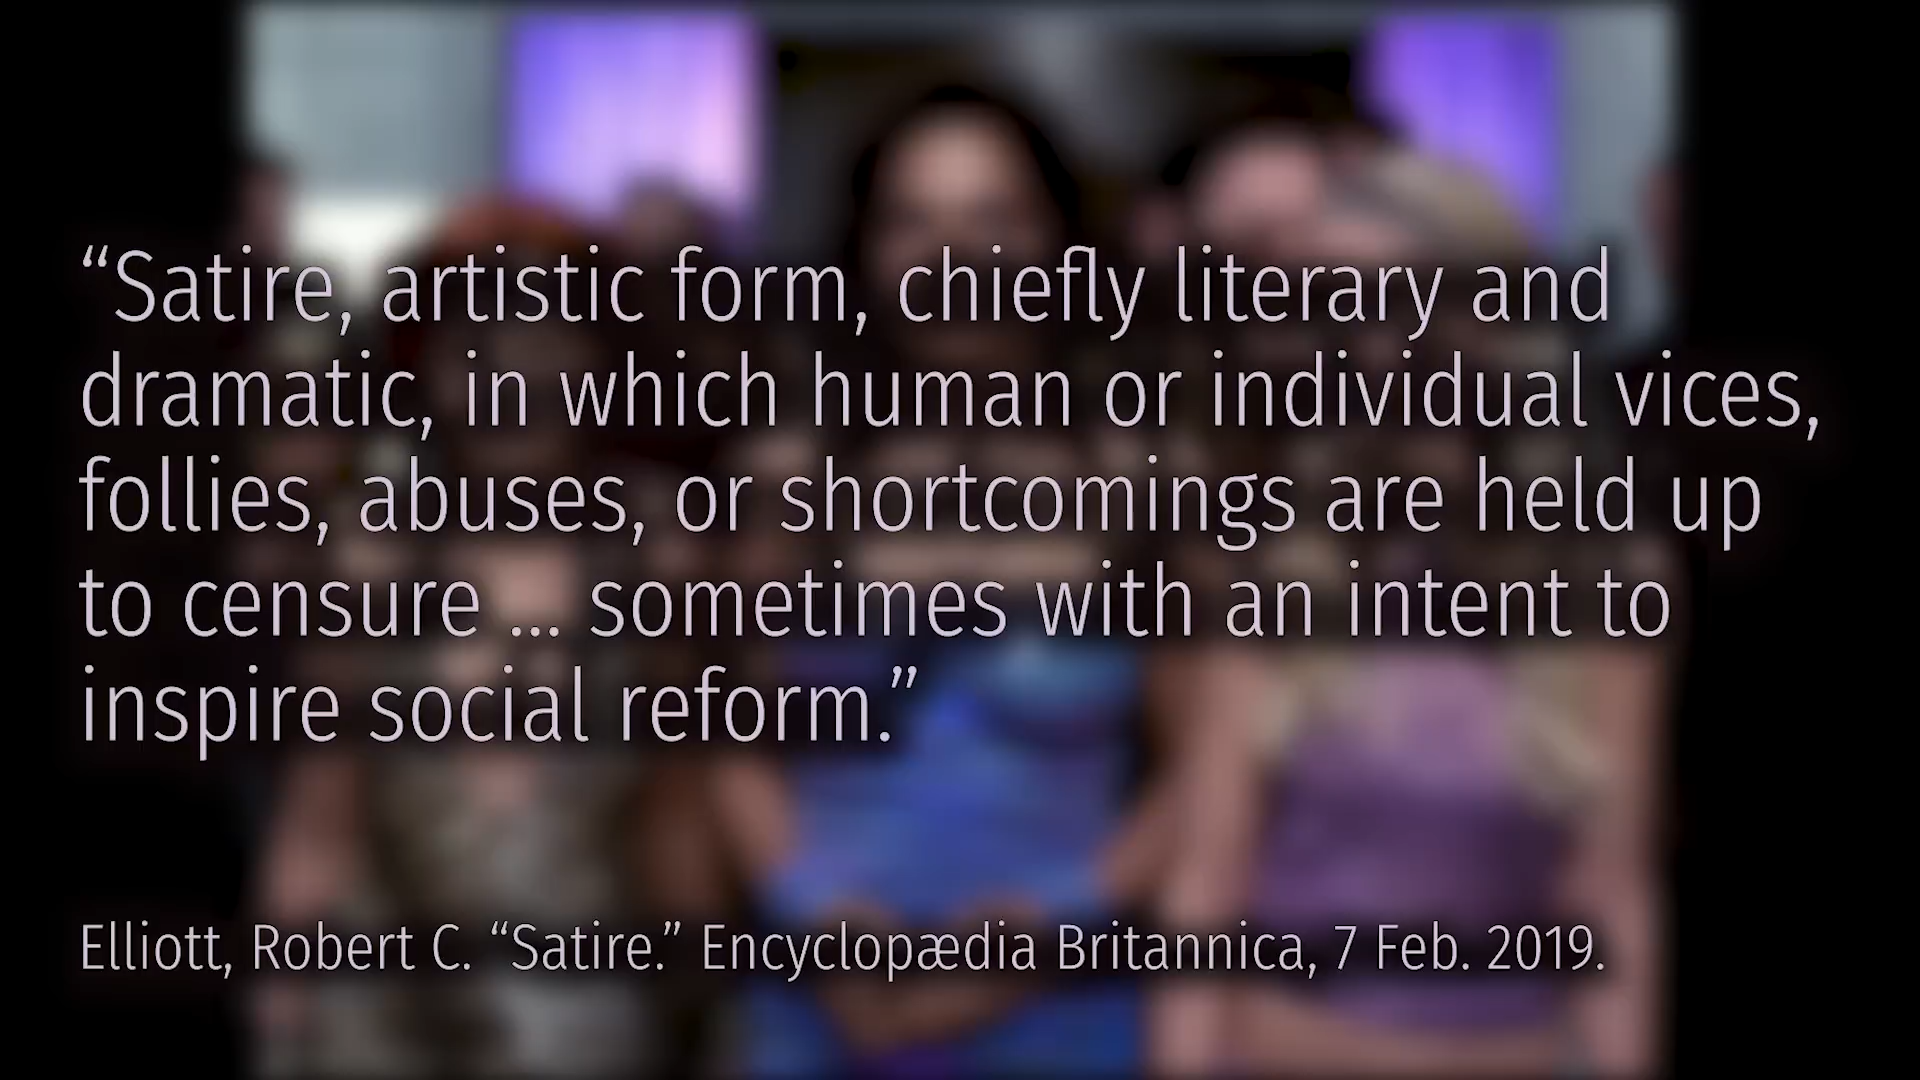 “Satire, artistic form, chiefly literary and
dramatic, in which human or individual vices,
follies, abuses, or shortcomings are held up
to censure ... sometimes with an intent to
inspire social reform.”
Elliott, Robert C. “Satire.” Encyclopædia Britannica, 7 Feb. 2019.